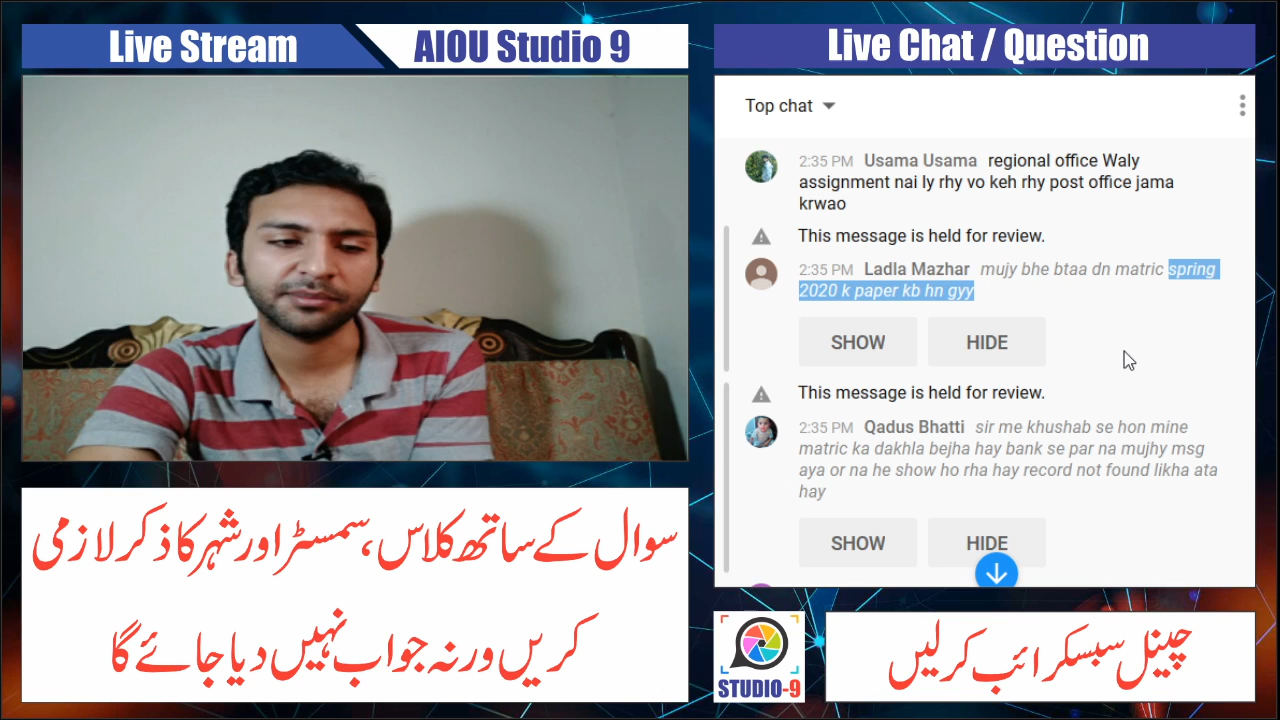 Live Stream
AIOU Studio 9
سوال کے ساتھ کلاس، سمسٹر اور شہر کا ذکر لازمی
کریں ورنہ جواب نہیں دیا جائے گا
Live Chat / Question
Top chat
2:35 PM Usama Usama regional office Waly
assignment nai ly rhy vo keh rhy post office jama
krwao
This message is held for review.
2:35 PM Ladla Mazhar mujy bhe btaa dn matric spring
2020 k paper kb hn gyy
SHOW HIDE
This message is held for review.
2:35 PM Qadus Bhatti sir me khushab se hon mine
matric ka dakhla bejha hay bank se par na mujhy msg
aya or na he show ho rha hay record not found likha ata
hay
SHOW HIDE
STUDIO-9
چینل سبسکرائب کر لیں